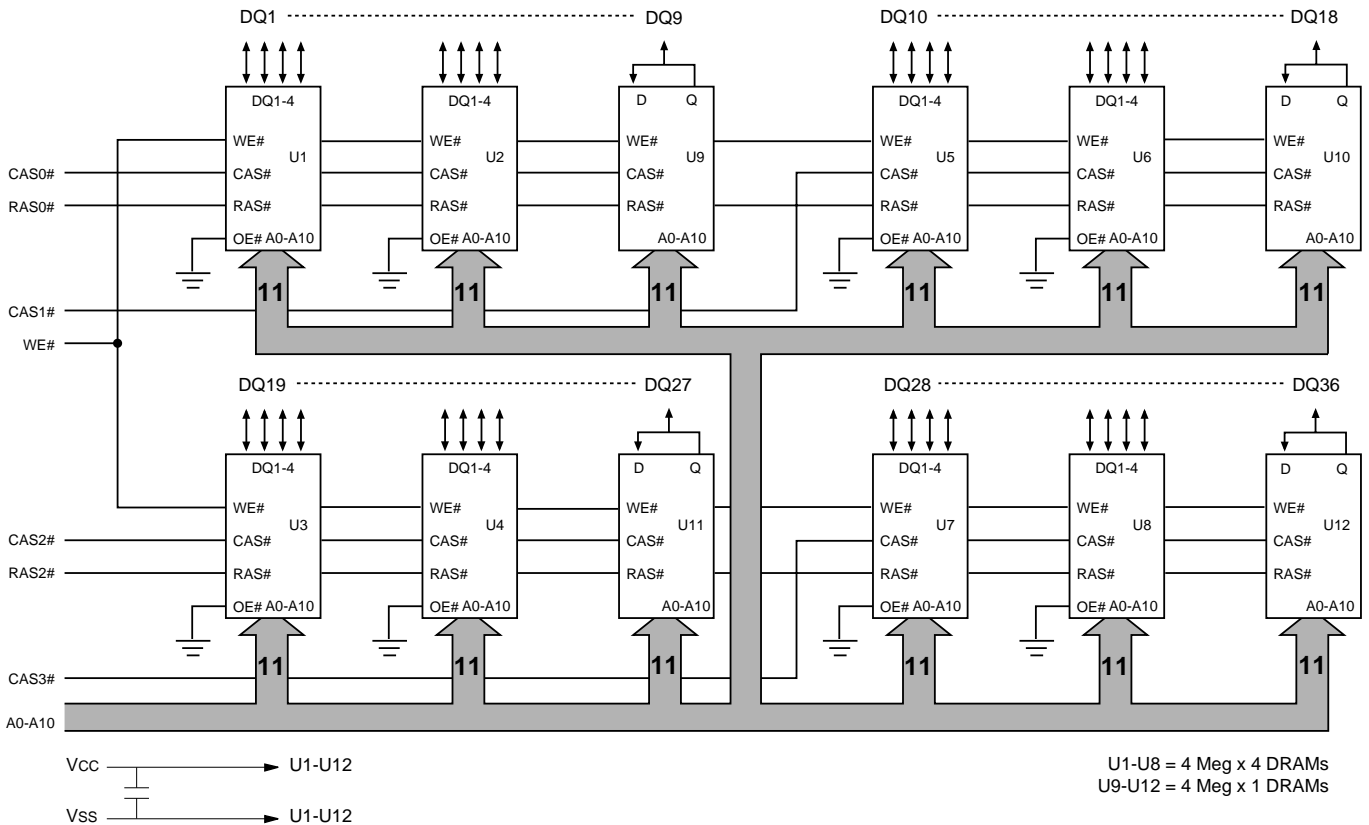 DQ1 DQ9 DQ10 DQ18
DQ1-4 DQ1-4 D Q DQ1-4 DQ1-4 D Q
WE# WE# WE# WE# WE# WE#
U1 U2 U9 U5 U6 U10
CAS0# CAS# CAS# CAS# CAS# CAS# CAS#
RAS0# RAS# RAS# RAS# RAS# RAS# RAS#
OE# A0-A10 OE# A0-A10 A0-A10 OE# A0-A10 OE# A0-A10 A0-A10
11 11 11 11 11 11
CAS1#
WE#
DQ19 DQ27 DQ28 DQ36
DQ1-4 DQ1-4 D Q DQ1-4 DQ1-4 D Q
WE# WE# WE# WE# WE# WE#
U3 U4 U11 U7 U8 U12
CAS2# CAS# CAS# CAS# CAS# CAS# CAS#
RAS2# RAS# RAS# RAS# RAS# RAS# RAS#
OE# A0-A10 OE# A0-A10 A0-A10 OE# A0-A10 OE# A0-A10 A0-A10
11 11 11 11 11 11
CAS3#
A0-A10
VCC U1-U12
VSS U1-U12
U1-U8 = 4 Meg x 4 DRAMs
U9-U12 = 4 Meg x 1 DRAMs